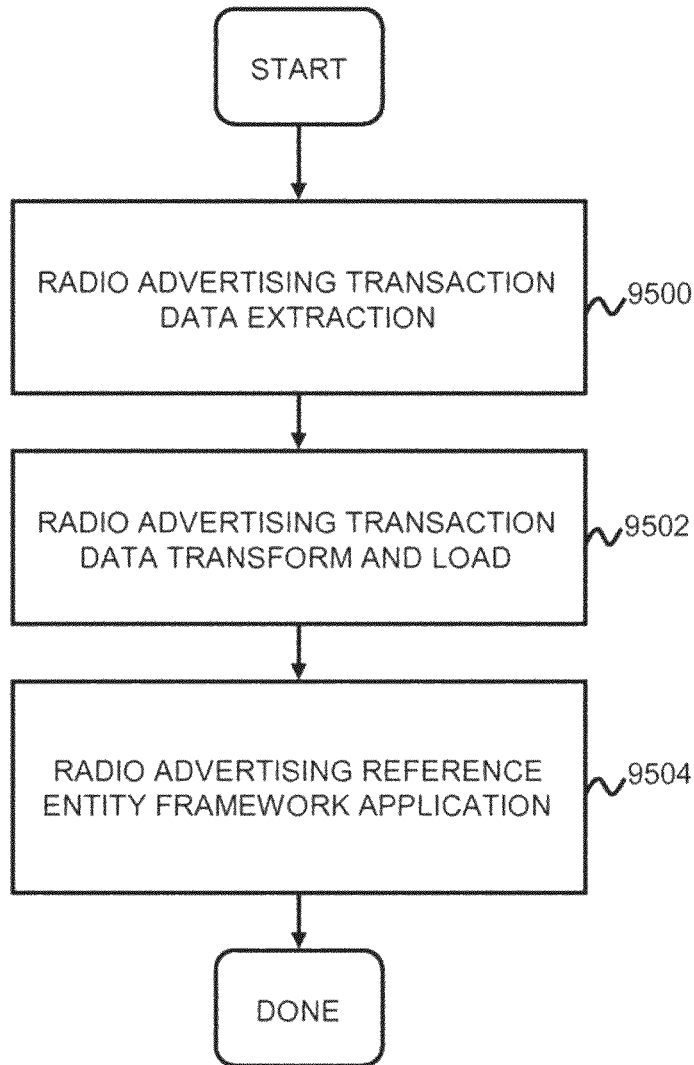 START
RADIO ADVERTISING TRANSACTION
DATA EXTRACTION
9500
RADIO ADVERTISING TRANSACTION
DATA TRANSFORM AND LOAD
9502
RADIO ADVERTISING REFERENCE
ENTITY FRAMEWORK APPLICATION
9504
DONE